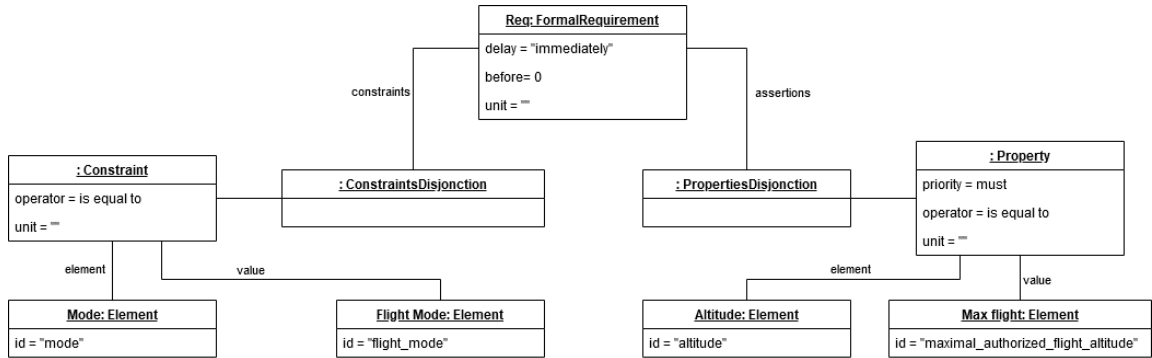 Req: FormalRequirement
delay = "immediately"
before= 0
unit = ""
constraints
assertions
: Constraint
operator = is equal to
unit = ""
: ConstraintsDisjonction
: PropertiesDisjonction
: Property
priority = must
operator = is equal to
unit = ""
element
value
element
value
Mode: Element
id = "mode"
Flight Mode: Element
id = "flight_mode"
Altitude: Element
id = "altitude"
Max flight: Element
id = "maximal_authorized_flight_altitude"